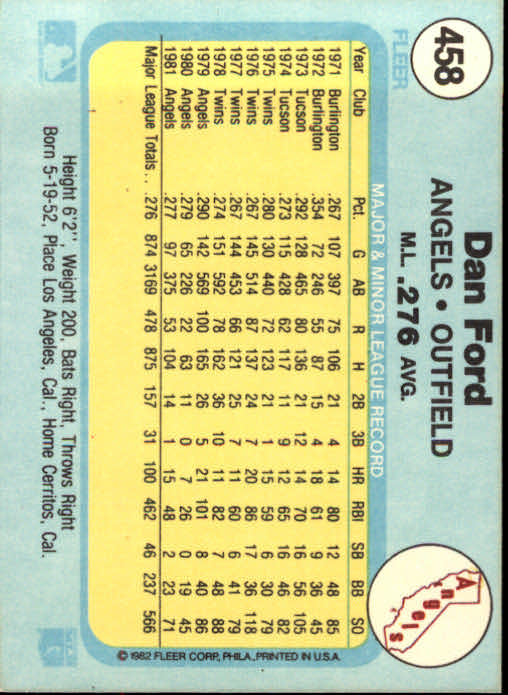 458
FLEER
Dan Ford
ANGELS • OUTFIELD
M.L. .276 AVG.
Angels
MAJOR & MINOR LEAGUE RECORD
Year Club Pct. G AB R H 2B 3B HR RBI SB BB SO
1971 Burlington .267 107 397 75 106 21 4 14 80 12 48 85
1972 Burlington .354 72 246 55 87 15 4 18 61 9 36 45
1973 Tucson .292 128 465 80 136 21 12 14 70 16 56 105
1974 Tucson .273 115 428 62 117 11 9 12 65 16 46 82
1975 Twins .280 130 440 72 123 21 1 15 59 6 30 79
1976 Twins .267 145 514 87 137 24 7 20 86 17 36 118
1977 Twins .267 144 453 66 121 25 7 11 60 6 41 79
1978 Twins .274 151 592 78 162 36 10 11 82 7 48 88
1979 Angels .290 142 569 100 165 26 5 21 101 8 40 86
1980 Angels .279 65 226 22 63 11 0 7 26 0 19 45
1981 Angels .277 97 375 53 104 14 1 15 48 2 23 71
Major League Totals . . .276 874 3169 478 875 157 31 100 462 46 237 566
© 1982 FLEER CORP., PHILA., PRINTED IN U.S.A.
Height 6'2", Weight 200, Bats Right, Throws Right
Born 5-19-52, Place Los Angeles, Cal., Home Cerritos, Cal.